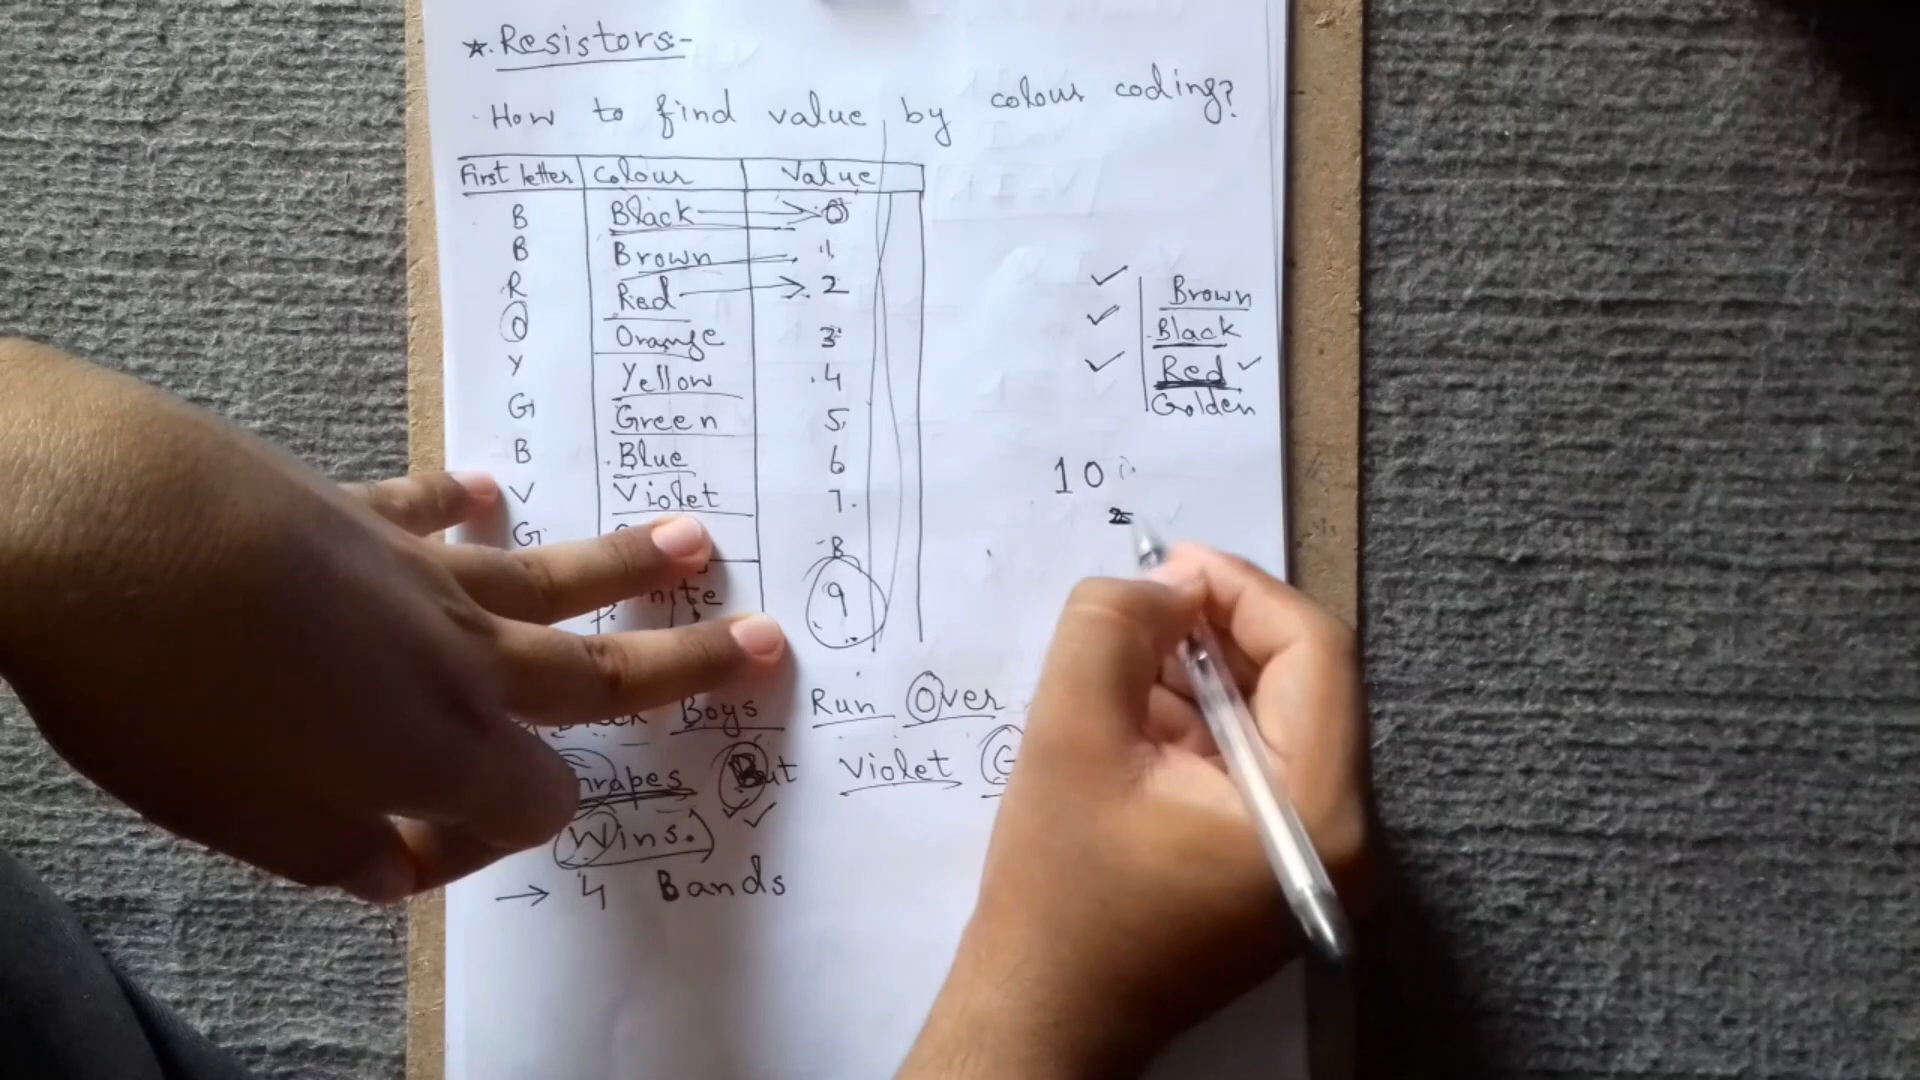 * Resistors:-
How to find value by colour coding?
First letter Colour Value
B Black 0
B Brown 1
R Red 2
O Orange 3
Y Yellow 4
G Green 5
B Blue 6
V Violet 7
G 8
9
Brown
Black
Red
Golden
10
2
Boys Run Over
But Violet
Wins.)
→ 4 Bands